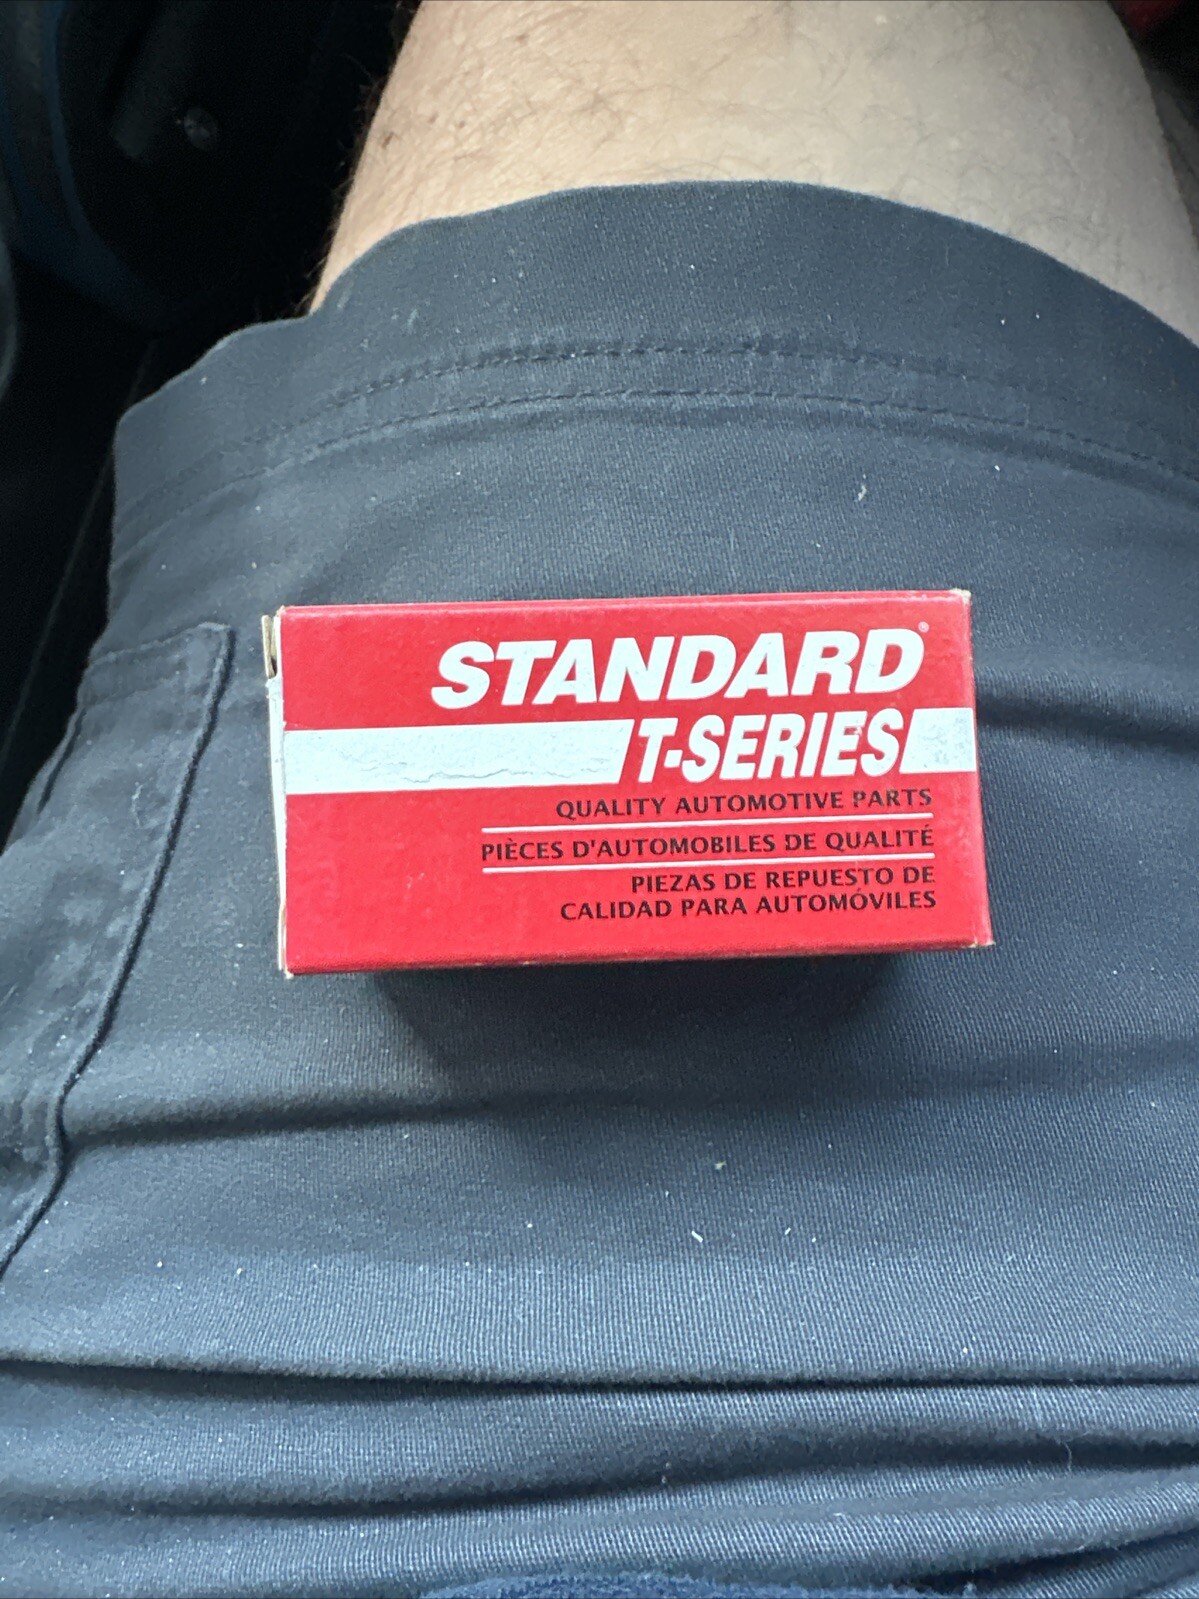 STANDARD®
T-SERIES
QUALITY AUTOMOTIVE PARTS
PIÈCES D'AUTOMOBILES DE QUALITÉ
PIEZAS DE REPUESTO DE
CALIDAD PARA AUTOMÓVILES